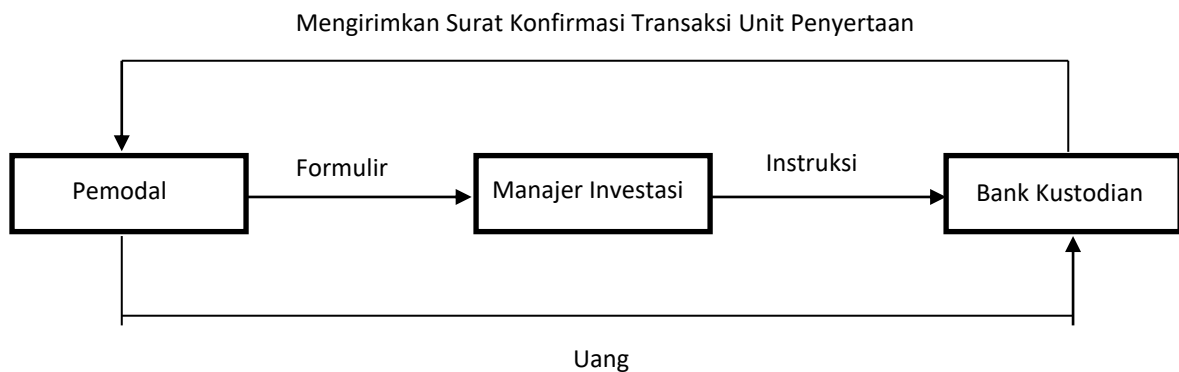 Mengirimkan Surat Konfirmasi Transaksi Unit Penyertaan
Formulir
Instruksi
Pemodal
Manajer Investasi
Bank Kustodian
Uang